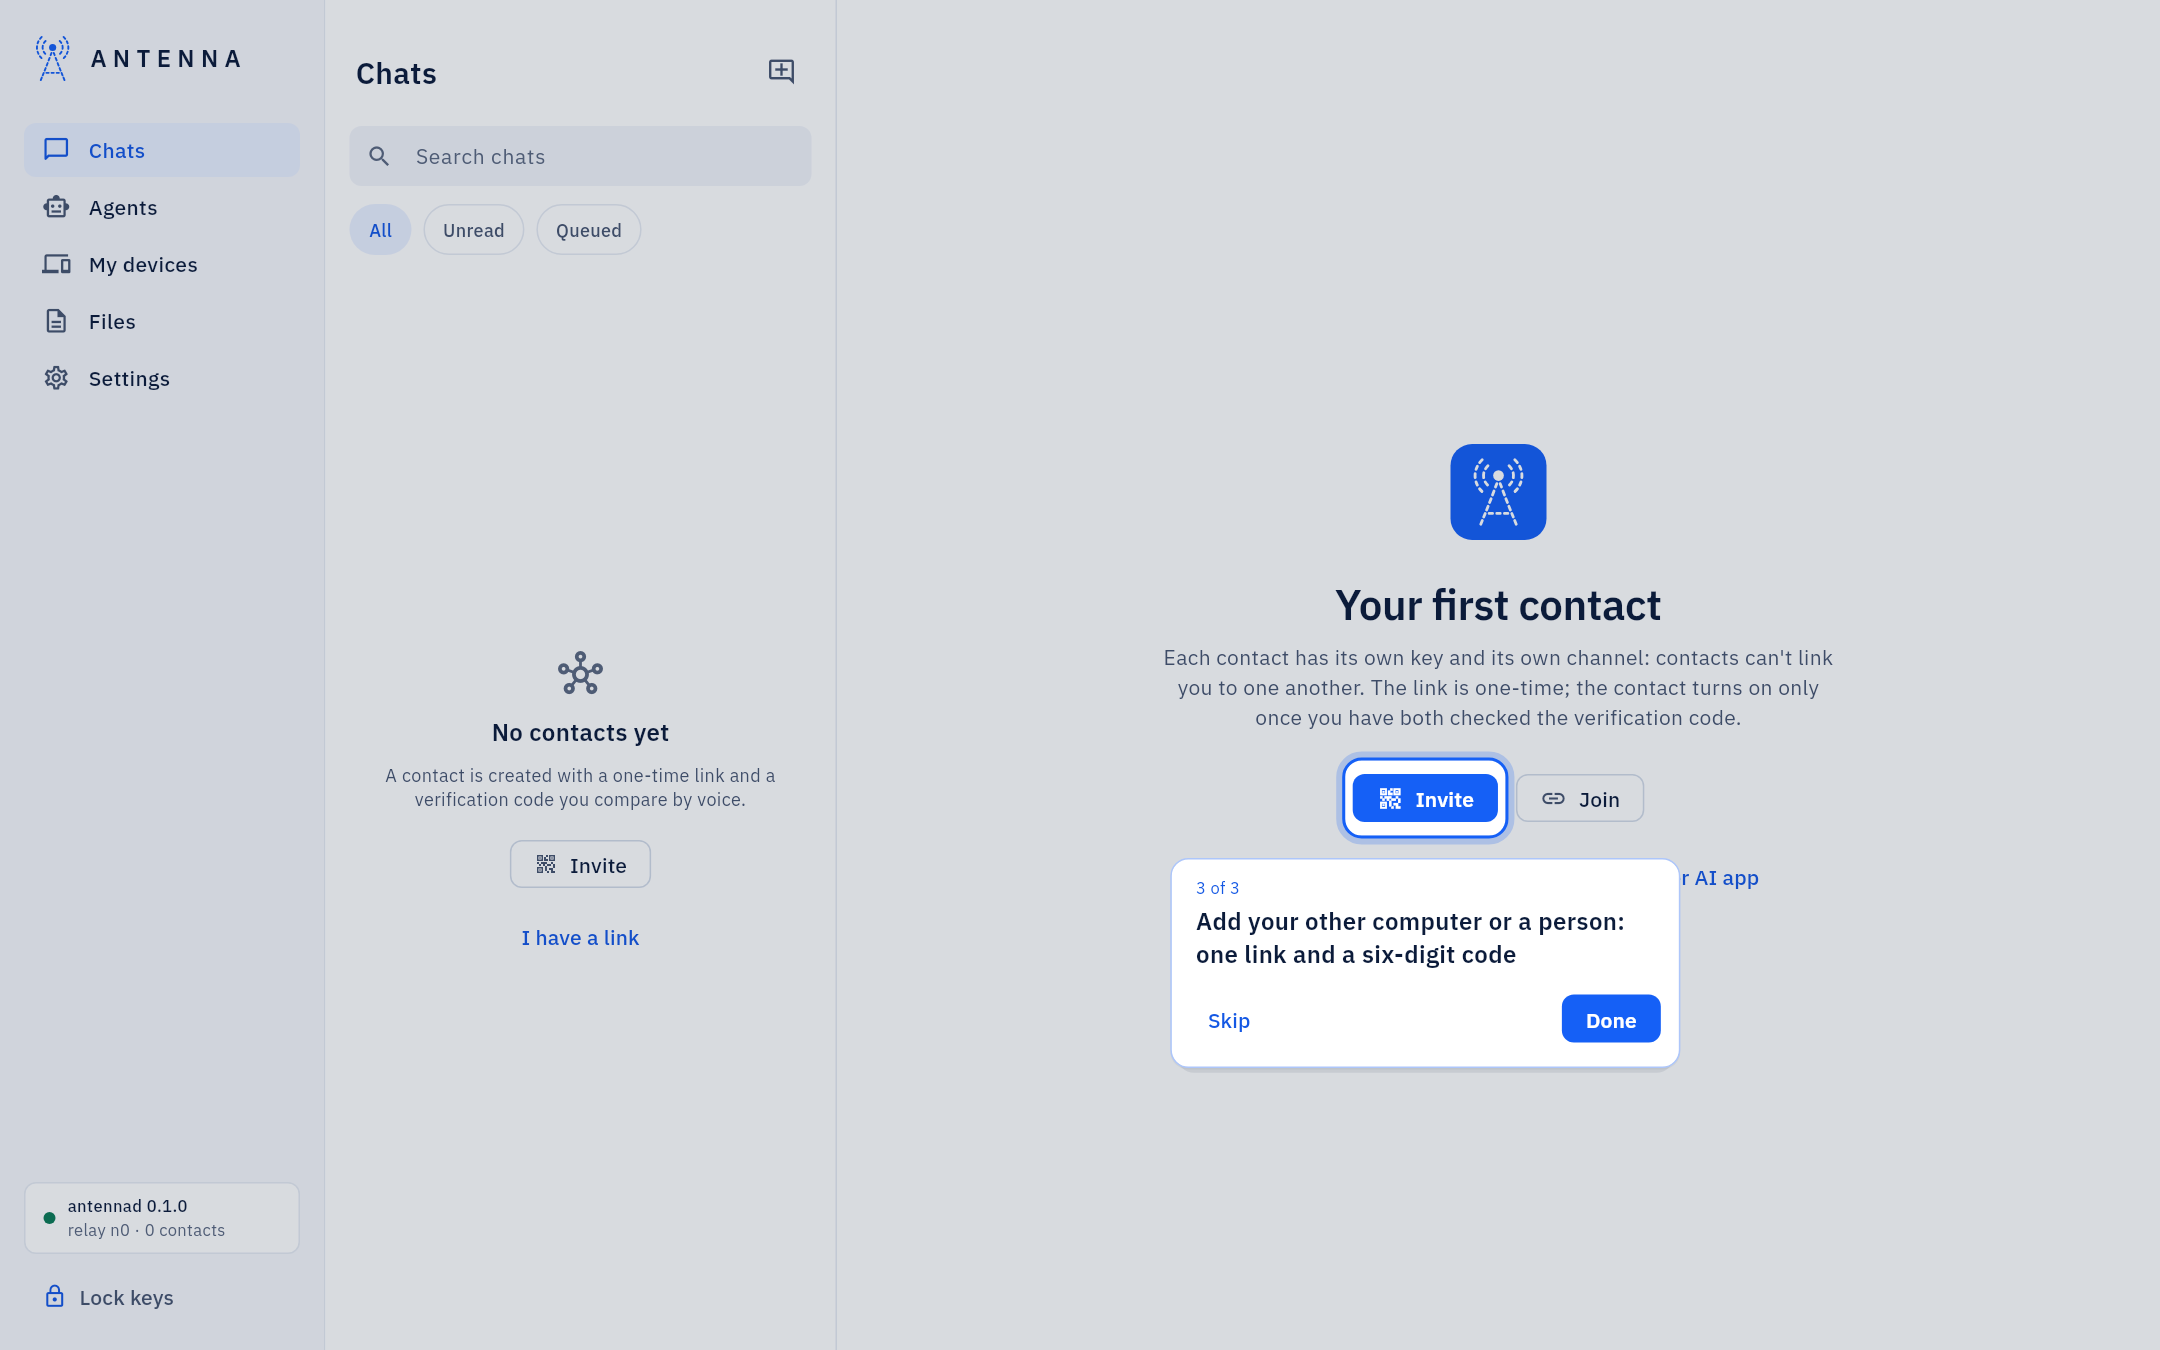 ANTENNA
Chats
Agents
My devices
Files
Settings
antennad 0.1.0
relay n0 · 0 contacts
Lock keys
Chats
Search chats
All
Unread
Queued
No contacts yet
A contact is created with a one-time link and a
verification code you compare by voice.
Invite
I have a link
Your first contact
Each contact has its own key and its own channel: contacts can't link
you to one another. The link is one-time; the contact turns on only
once you have both checked the verification code.
Invite
Join
AI app
3 of 3
Add your other computer or a person:
one link and a six-digit code
Skip
Done